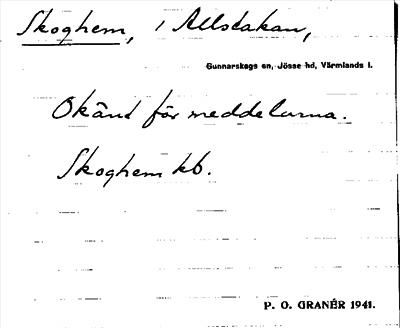 Skoghem, i Allstakan,
Gunnarskogs sn, Jösse hd, Värmlands l.
Okänd för meddelarna.
Skoghem kb.
P. O. GRANÉR 1941.